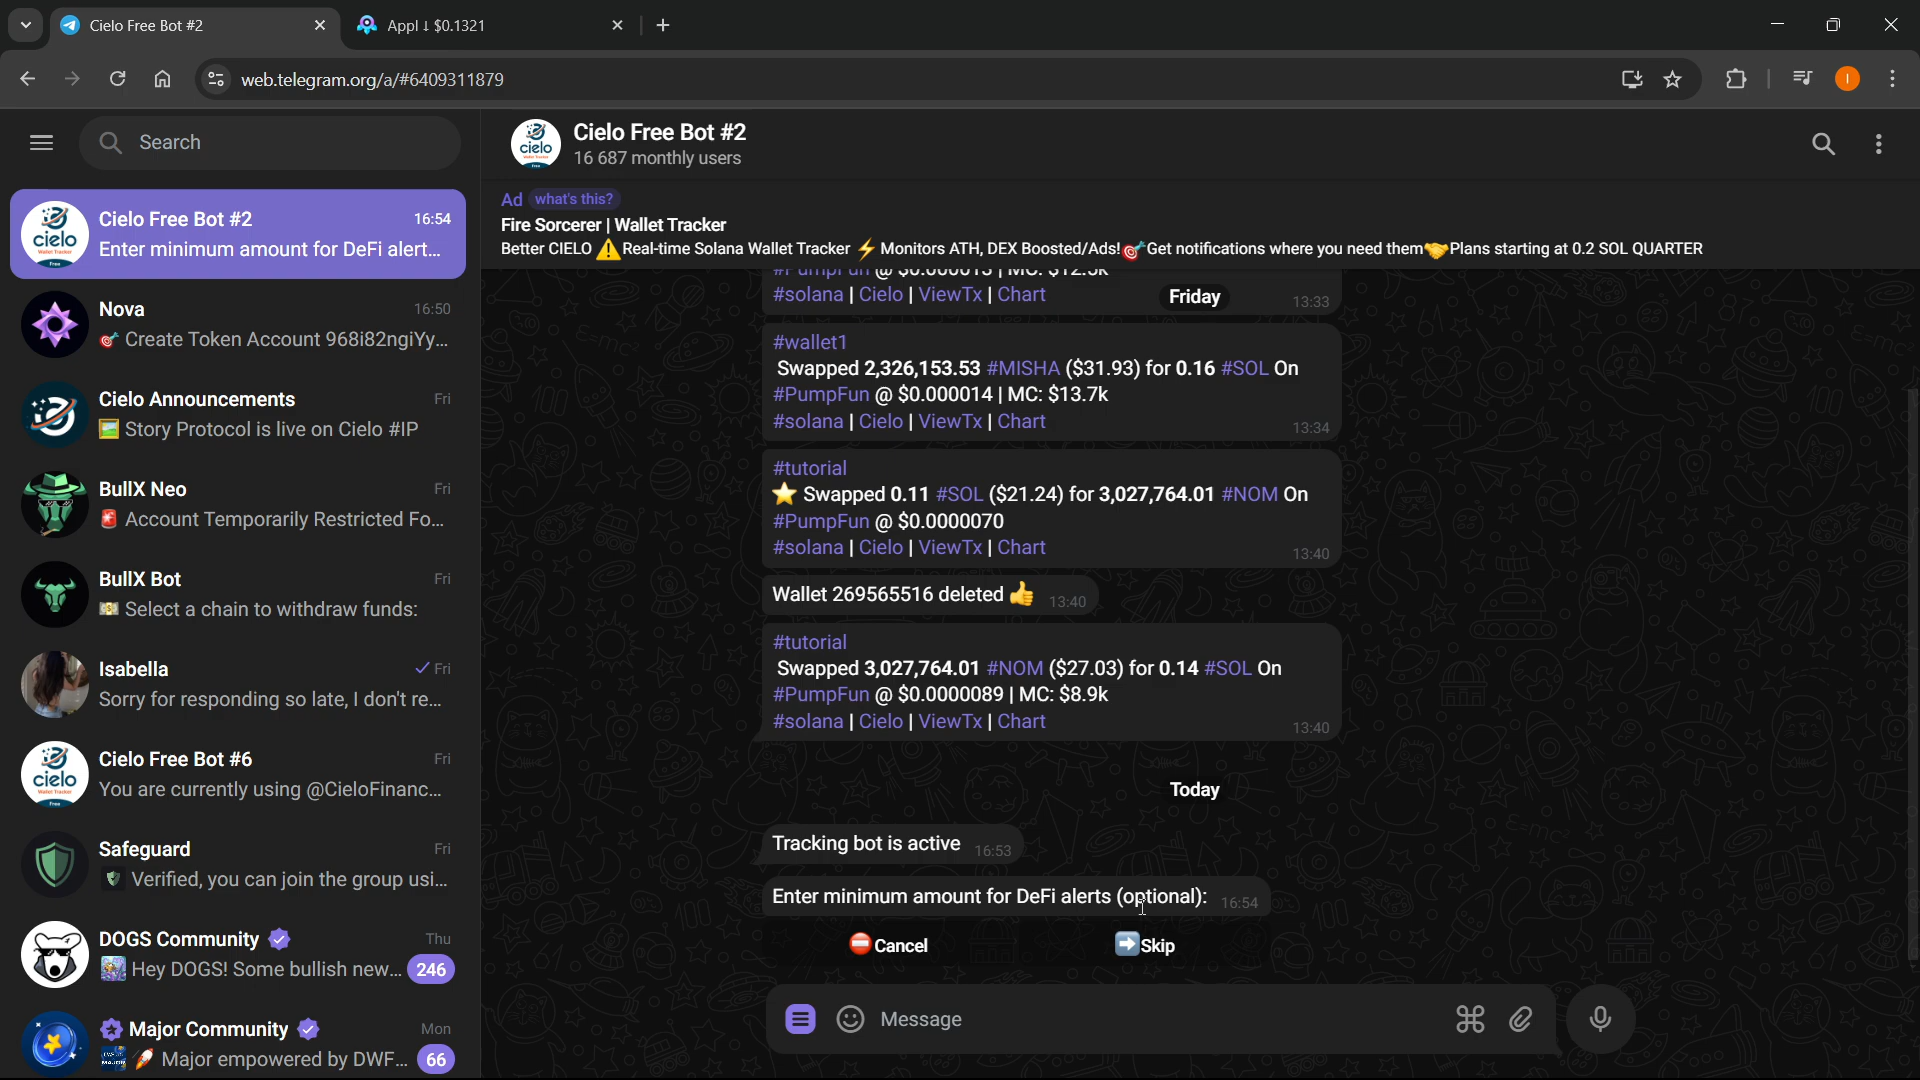 Cielo Free Bot #2
Appl ↓ $0.1321
web.telegram.org/a/#6409311879
I
Search
Cielo Free Bot #2 16:54
Enter minimum amount for DeFi alert...
Nova 16:50
🎯 Create Token Account 968i82ngiYy...
Cielo Announcements Fri
🖼️ Story Protocol is live on Cielo #IP
BullX Neo Fri
🚨 Account Temporarily Restricted Fo...
BullX Bot Fri
💵 Select a chain to withdraw funds:
Isabella ✓ Fri
Sorry for responding so late, I don't re...
Cielo Free Bot #6 Fri
You are currently using @CieloFinanc...
Safeguard Fri
Verified, you can join the group usi...
DOGS Community Thu
Hey DOGS! Some bullish new... 246
Major Community Mon
🚀 Major empowered by DWF... 66
Cielo Free Bot #2
16 687 monthly users
Ad what's this?
Fire Sorcerer | Wallet Tracker
Better CIELO ⚠️Real-time Solana Wallet Tracker ⚡Monitors ATH, DEX Boosted/Ads!🎯Get notifications where you need them🤝Plans starting at 0.2 SOL QUARTER
#PumpFun @ $0.000013 | MC: $12.5k
#solana | Cielo | ViewTx | Chart 13:33
Friday
#wallet1
Swapped 2,326,153.53 #MISHA ($31.93) for 0.16 #SOL On
#PumpFun @ $0.000014 | MC: $13.7k
#solana | Cielo | ViewTx | Chart 13:34
#tutorial
⭐ Swapped 0.11 #SOL ($21.24) for 3,027,764.01 #NOM On
#PumpFun @ $0.0000070
#solana | Cielo | ViewTx | Chart 13:40
Wallet 269565516 deleted 👍 13:40
#tutorial
Swapped 3,027,764.01 #NOM ($27.03) for 0.14 #SOL On
#PumpFun @ $0.0000089 | MC: $8.9k
#solana | Cielo | ViewTx | Chart 13:40
Today
Tracking bot is active 16:53
Enter minimum amount for DeFi alerts (optional): 16:54
⛔Cancel ➡️Skip
Message